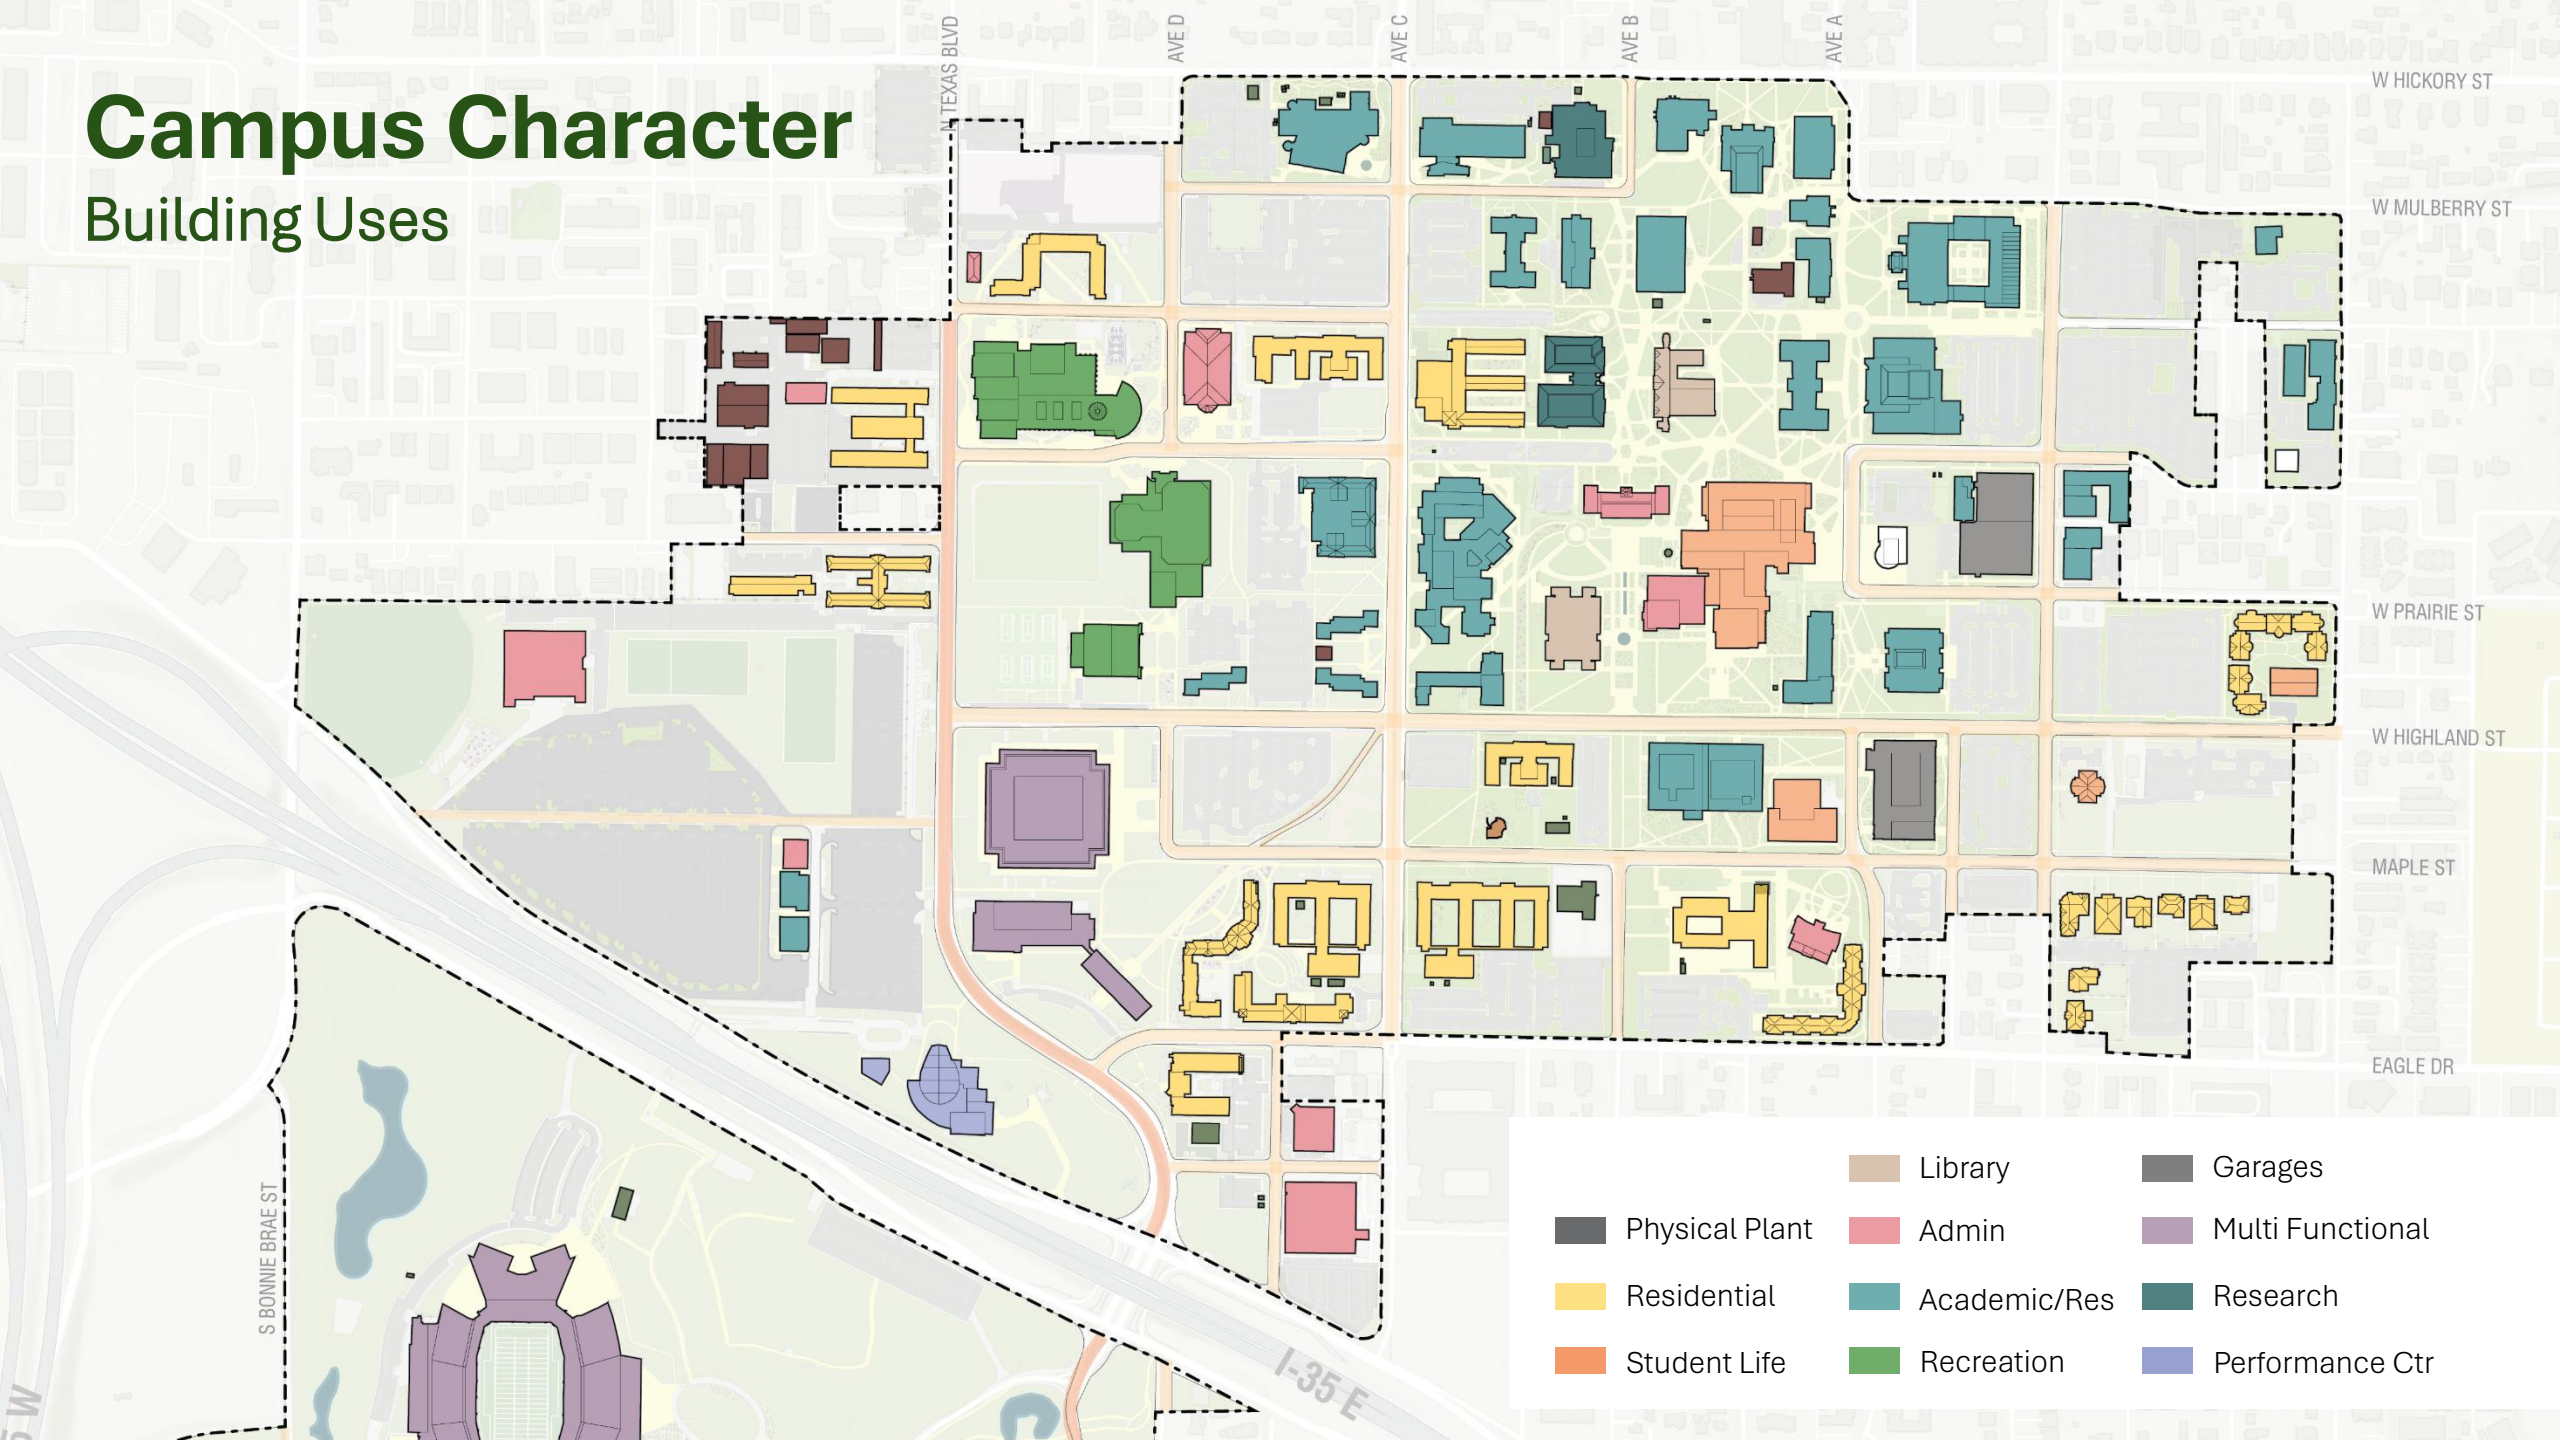 Campus Character
Building Uses
N TEXAS BLVD
AVE D
AVE C
AVE B
AVE A
W HICKORY ST
W MULBERRY ST
W PRAIRIE ST
W HIGHLAND ST
MAPLE ST
EAGLE DR
S BONNIE BRAE ST
I-35 E
5 W
Physical Plant
Residential
Student Life
Library
Admin
Academic/Res
Recreation
Garages
Multi Functional
Research
Performance Ctr